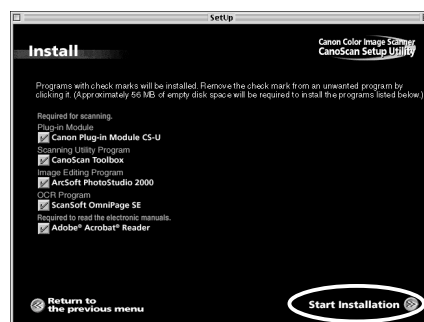 SetUp
Install
Canon Color Image Scanner
CanoScan Setup Utility
Programs with check marks will be installed. Remove the check mark from an unwanted program by
clicking it. (Approximately 56 MB of empty disk space will be required to install the programs listed below.)
Required for scanning.
Plug-in Module
Canon Plug-in Module CS-U
Scanning Utility Program
CanoScan Toolbox
Image Editing Program
ArcSoft PhotoStudio 2000
OCR Program
ScanSoft OmniPage SE
Required to read the electronic manuals.
Adobe® Acrobat® Reader
Return to
the previous menu
Start Installation